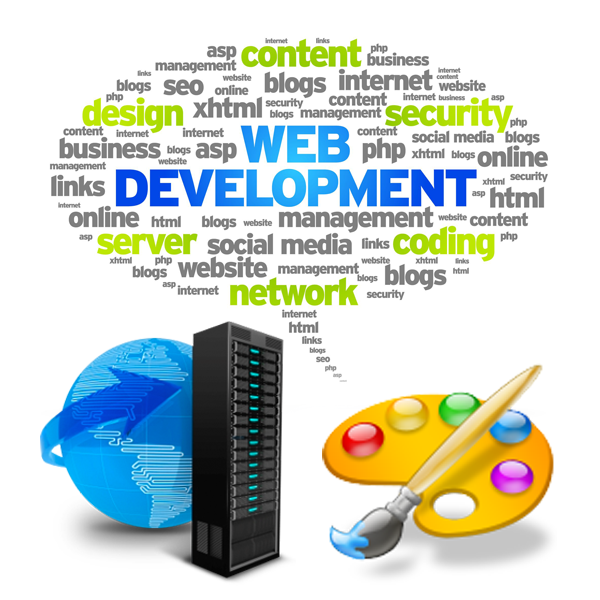 internet links
asp content php
management business
links website internet content
blogs seo online blogs internet website
php design xhtml security blogs content management internet business security asp php
content internet internet WEB content social media blogs
business blogs asp php xhtml blogs online
management website
links DEVELOPMENT xhtml security
internet asp html
online html blogs website management website content
asp server social media links coding php
xhtml php website website xhtml links
blogs management blogs blogs html
asp internet network security
internet
html
links
blogs
seo
php
asp